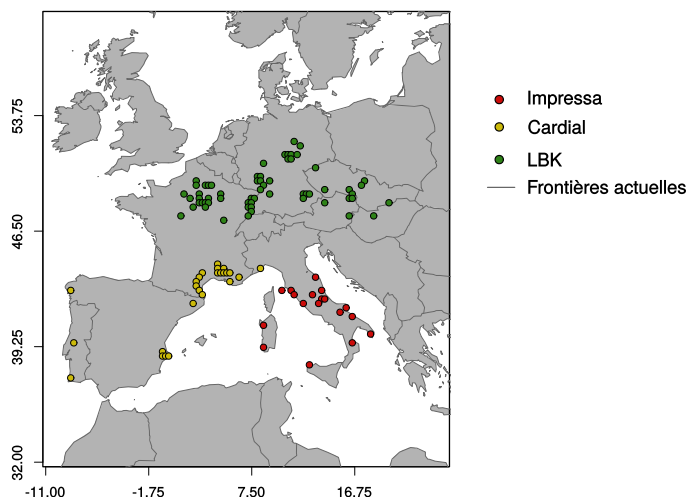 53.75
46.50
39.25
32.00
-11.00 -1.75 7.50 16.75
Impressa
Cardial
LBK
Frontières actuelles